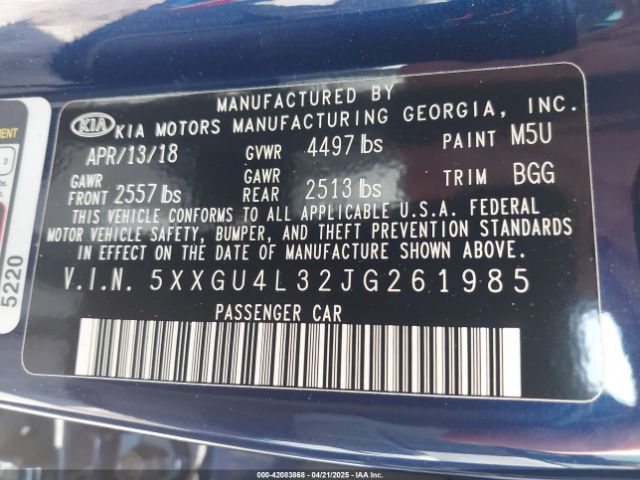 MANUFACTURED BY
KIA KIA MOTORS MANUFACTURING GEORGIA, INC.
APR/13/18 GVWR 4497 lbs PAINT M5U
GAWR FRONT 2557 lbs GAWR REAR 2513 lbs TRIM BGG
THIS VEHICLE CONFORMS TO ALL APPLICABLE U.S.A. FEDERAL
MOTOR VEHICLE SAFETY, BUMPER, AND THEFT PREVENTION STANDARDS
IN EFFECT ON THE DATE OF MANUFACTURE SHOWN ABOVE.
V.I.N. 5XXGU4L32JG261985
PASSENGER CAR
3
5220
000-42083868 04/21/2025 IAA Inc.